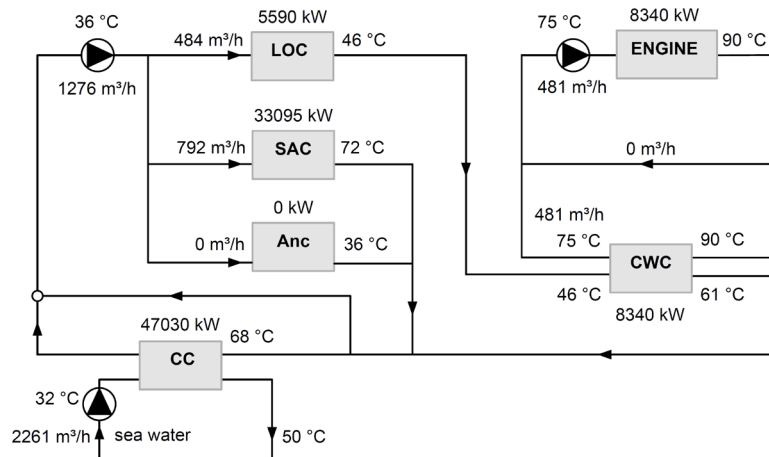 36 °C
1276 m³/h
484 m³/h
5590 kW
LOC
46 °C
75 °C
481 m³/h
8340 kW
ENGINE
90 °C
792 m³/h
33095 kW
SAC
72 °C
0 m³/h
0 kW
Anc
36 °C
0 m³/h
481 m³/h
75 °C
90 °C
CWC
46 °C
61 °C
8340 kW
47030 kW
68 °C
CC
32 °C
2261 m³/h
sea water
50 °C